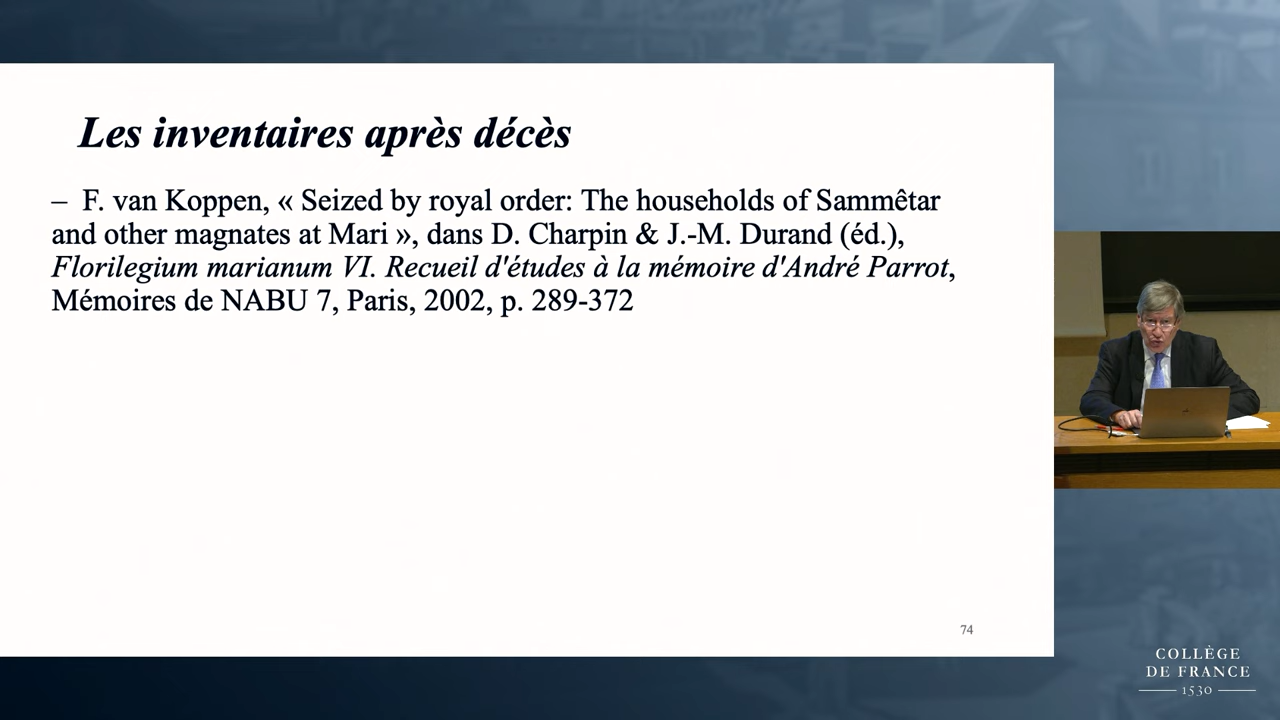 Les inventaires après décès
– F. van Koppen, « Seized by royal order: The households of Sammêtar
and other magnates at Mari », dans D. Charpin & J.-M. Durand (éd.),
Florilegium marianum VI. Recueil d'études à la mémoire d'André Parrot,
Mémoires de NABU 7, Paris, 2002, p. 289-372
74
COLLÈGE
DE FRANCE
1530